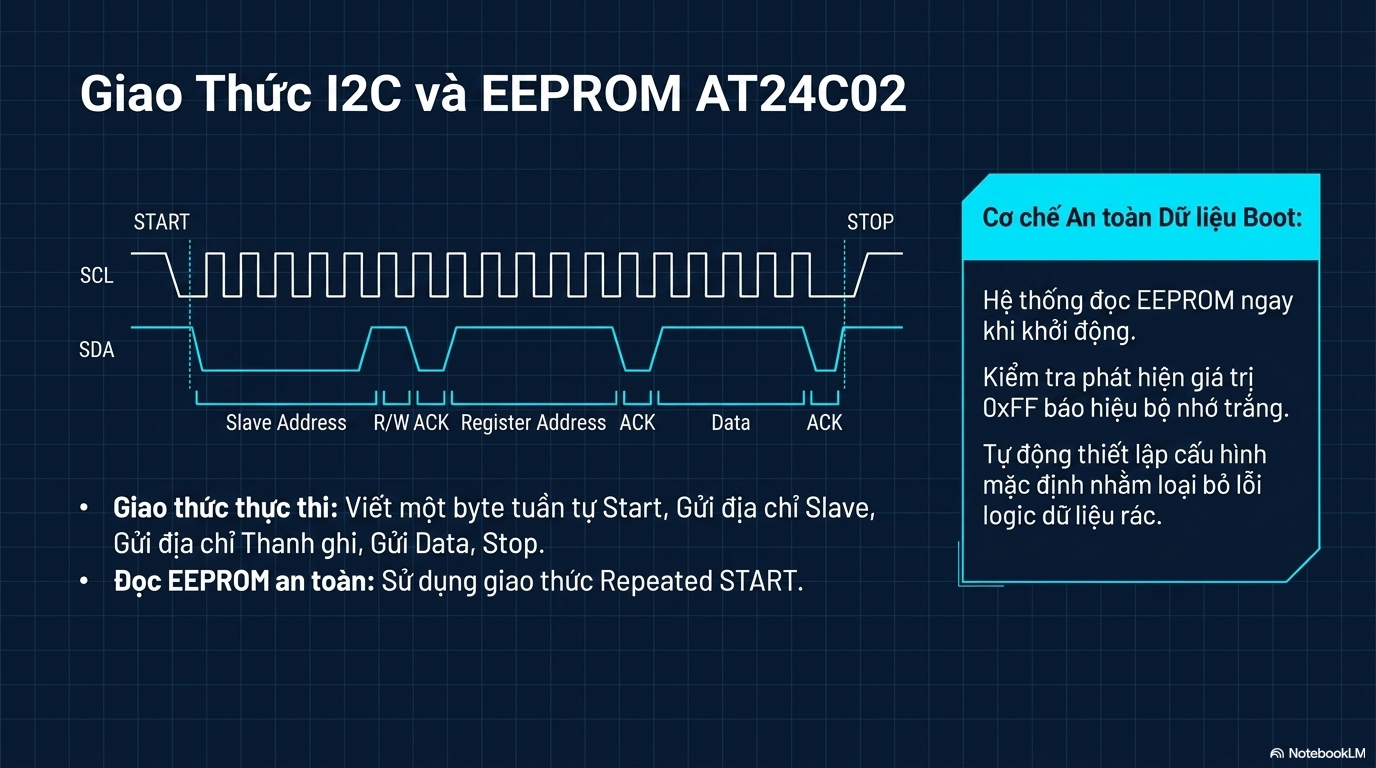 Giao Thức I2C và EEPROM AT24C02
START
STOP
SCL
SDA
Slave Address
R/W
ACK
Register Address
ACK
Data
ACK
• Giao thức thực thi: Viết một byte tuần tự Start, Gửi địa chỉ Slave,
Gửi địa chỉ Thanh ghi, Gửi Data, Stop.
• Đọc EEPROM an toàn: Sử dụng giao thức Repeated START.
Cơ chế An toàn Dữ liệu Boot:
Hệ thống đọc EEPROM ngay
khi khởi động.
Kiểm tra phát hiện giá trị
0xFF báo hiệu bộ nhớ trắng.
Tự động thiết lập cấu hình
mặc định nhằm loại bỏ lỗi
logic dữ liệu rác.
NotebookLM